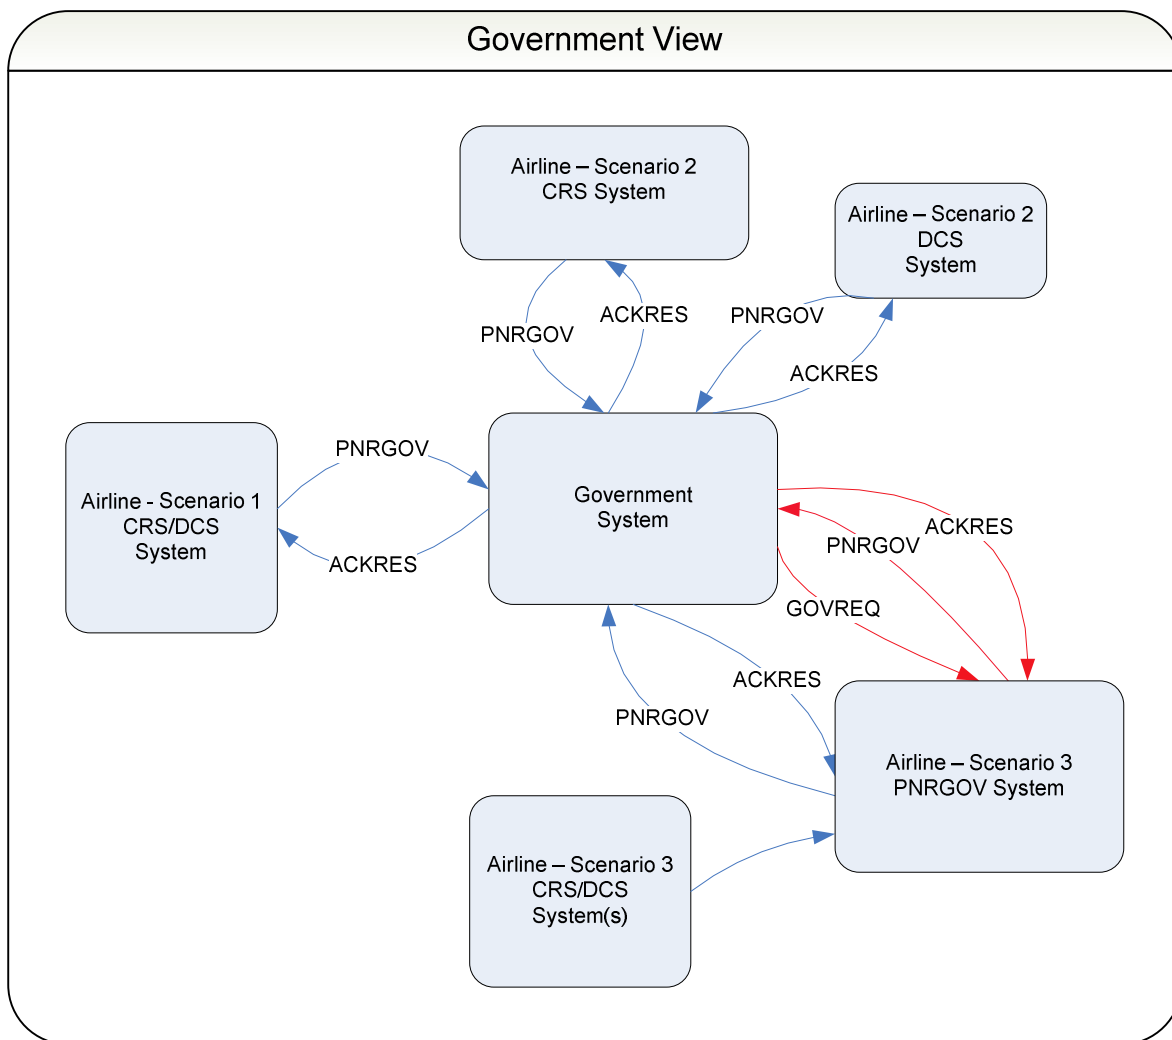 Government View
Airline – Scenario 2
CRS System
Airline – Scenario 2
DCS
System
PNRGOV
ACKRES
PNRGOV
ACKRES
Airline - Scenario 1
CRS/DCS
System
PNRGOV
ACKRES
Government
System
ACKRES
PNRGOV
GOVREQ
ACKRES
PNRGOV
Airline – Scenario 3
PNRGOV System
Airline – Scenario 3
CRS/DCS
System(s)